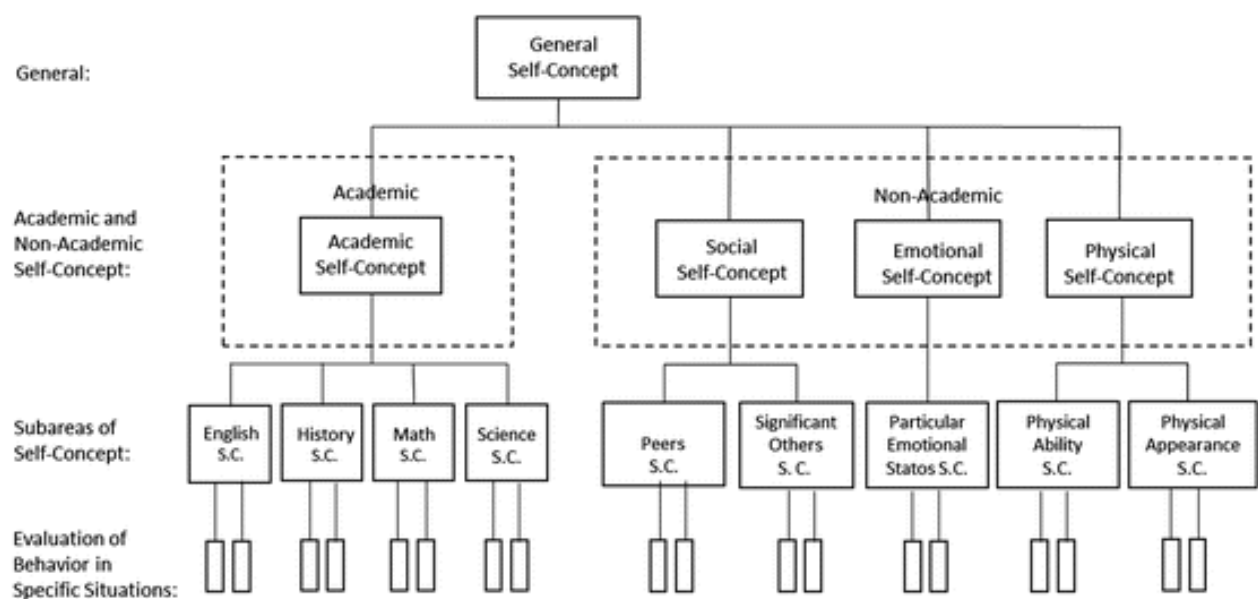 General
Self-Concept
General:
Academic
Non-Academic
Academic and
Non-Academic
Self-Concept:
Academic
Self-Concept
Social
Self-Concept
Emotional
Self-Concept
Physical
Self-Concept
Subareas of
Self-Concept:
English
S.C.
History
S.C.
Math
S.C.
Science
S.C.
Peers
S.C.
Significant
Others
S. C.
Particular
Emotional
Statos S.C.
Physical
Ability
S.C.
Physical
Appearance
S.C.
Evaluation of
Behavior in
Specific Situations: